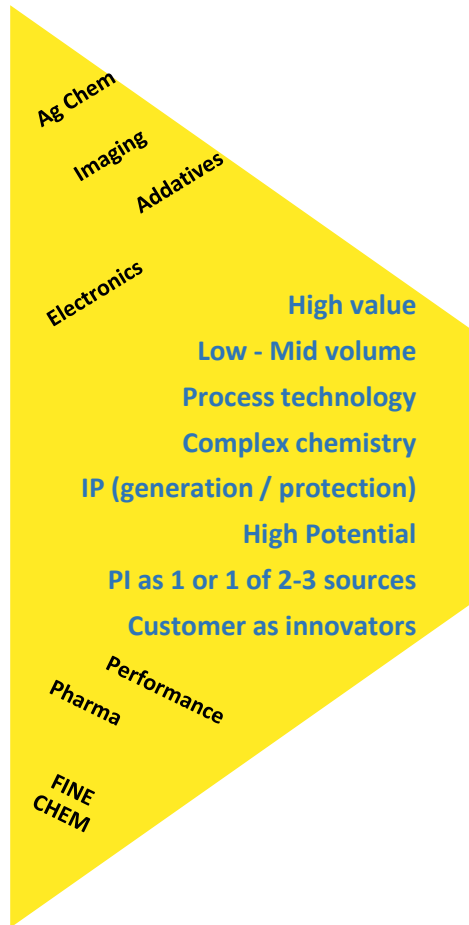 Ag Chem
Imaging
Addatives
Electronics
High value
Low - Mid volume
Process technology
Complex chemistry
IP (generation / protection)
High Potential
PI as 1 or 1 of 2-3 sources
Customer as innovators
Performance
Pharma
FINE
CHEM